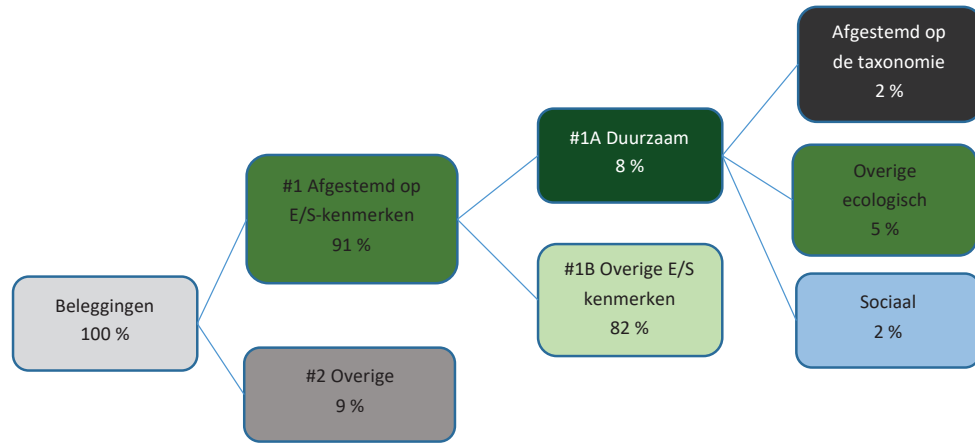 Beleggingen
100 %
#1 Afgestemd op
E/S-kenmerken
91 %
#2 Overige
9 %
#1A Duurzaam
8 %
#1B Overige E/S
kenmerken
82 %
Afgestemd op
de taxonomie
2 %
Overige
ecologisch
5 %
Sociaal
2 %